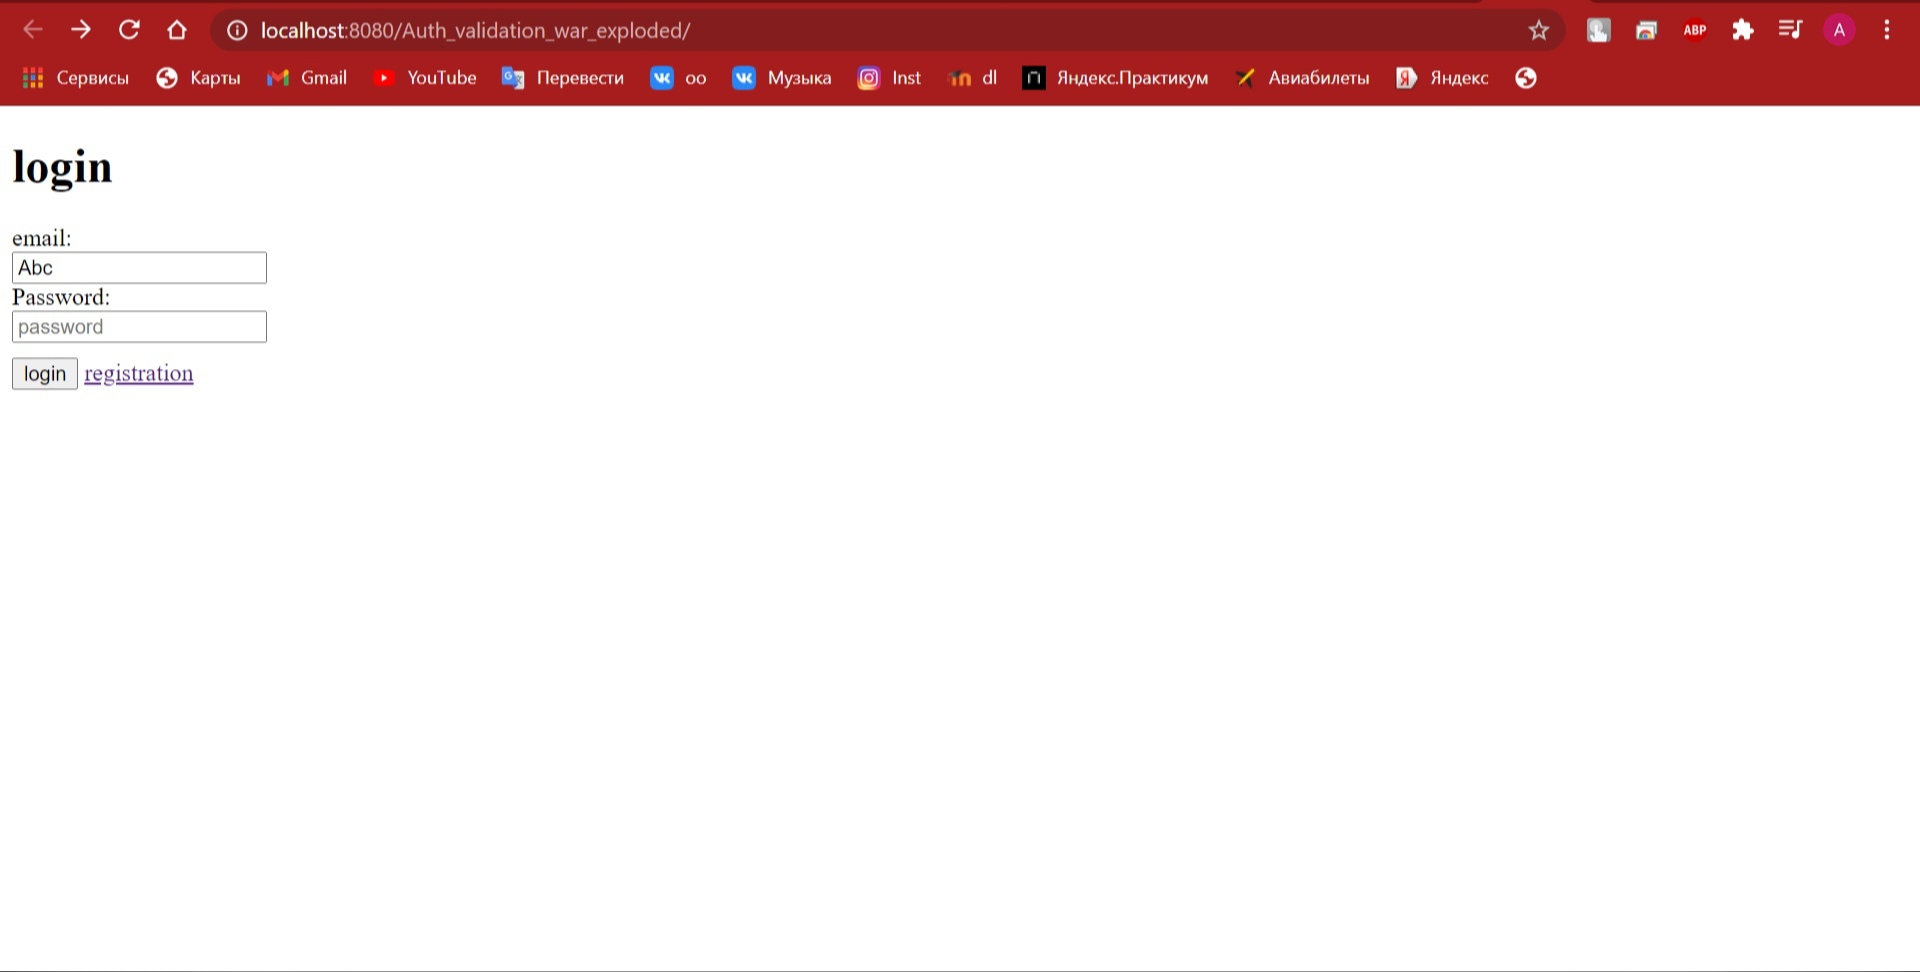 localhost:8080/Auth_validation_war_exploded/ ABP A
Сервисы Карты Gmail YouTube Перевести oo Музыка Inst dl Яндекс.Практикум Авиабилеты Яндекс
login
email:
Abc
Password:
password
login registration